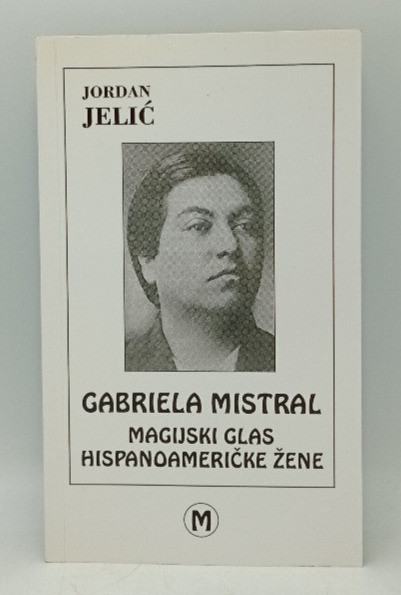 JORDAN
JELIĆ
GABRIELA MISTRAL
MAGIJSKI GLAS
HISPANOAMERIČKE ŽENE
M